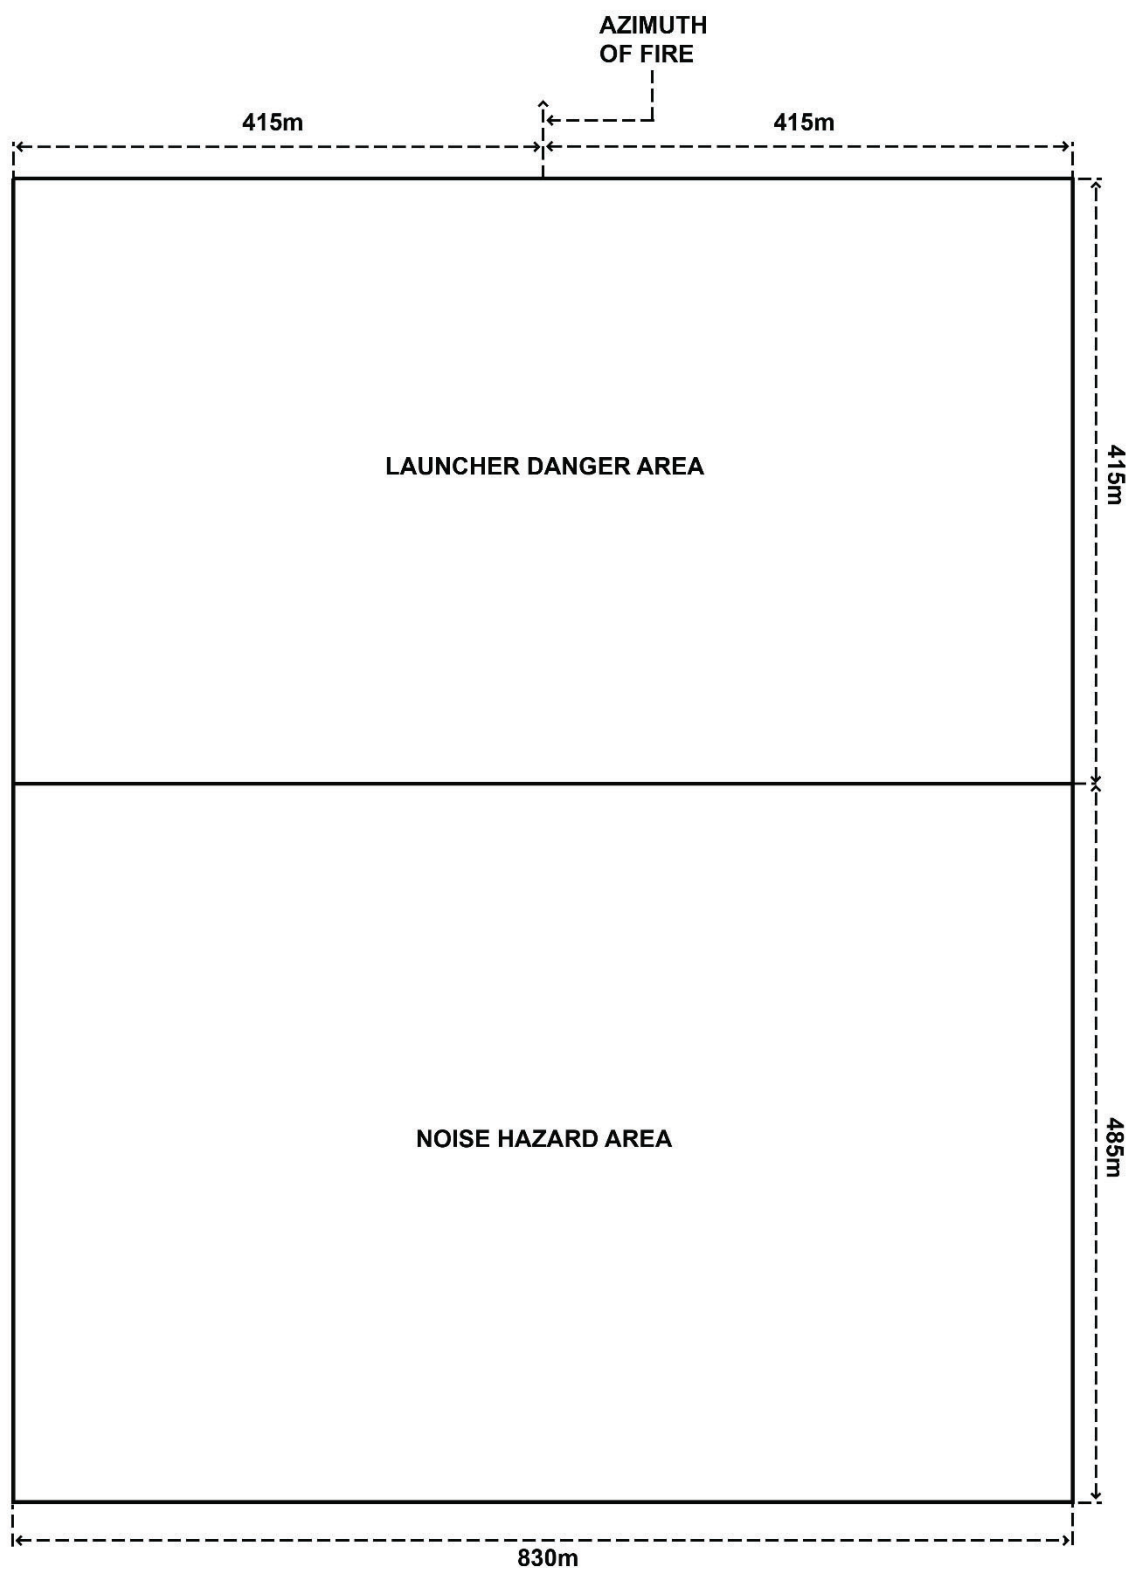 AZIMUTH
OF FIRE
415m
415m
LAUNCHER DANGER AREA
415m
NOISE HAZARD AREA
485m
830m